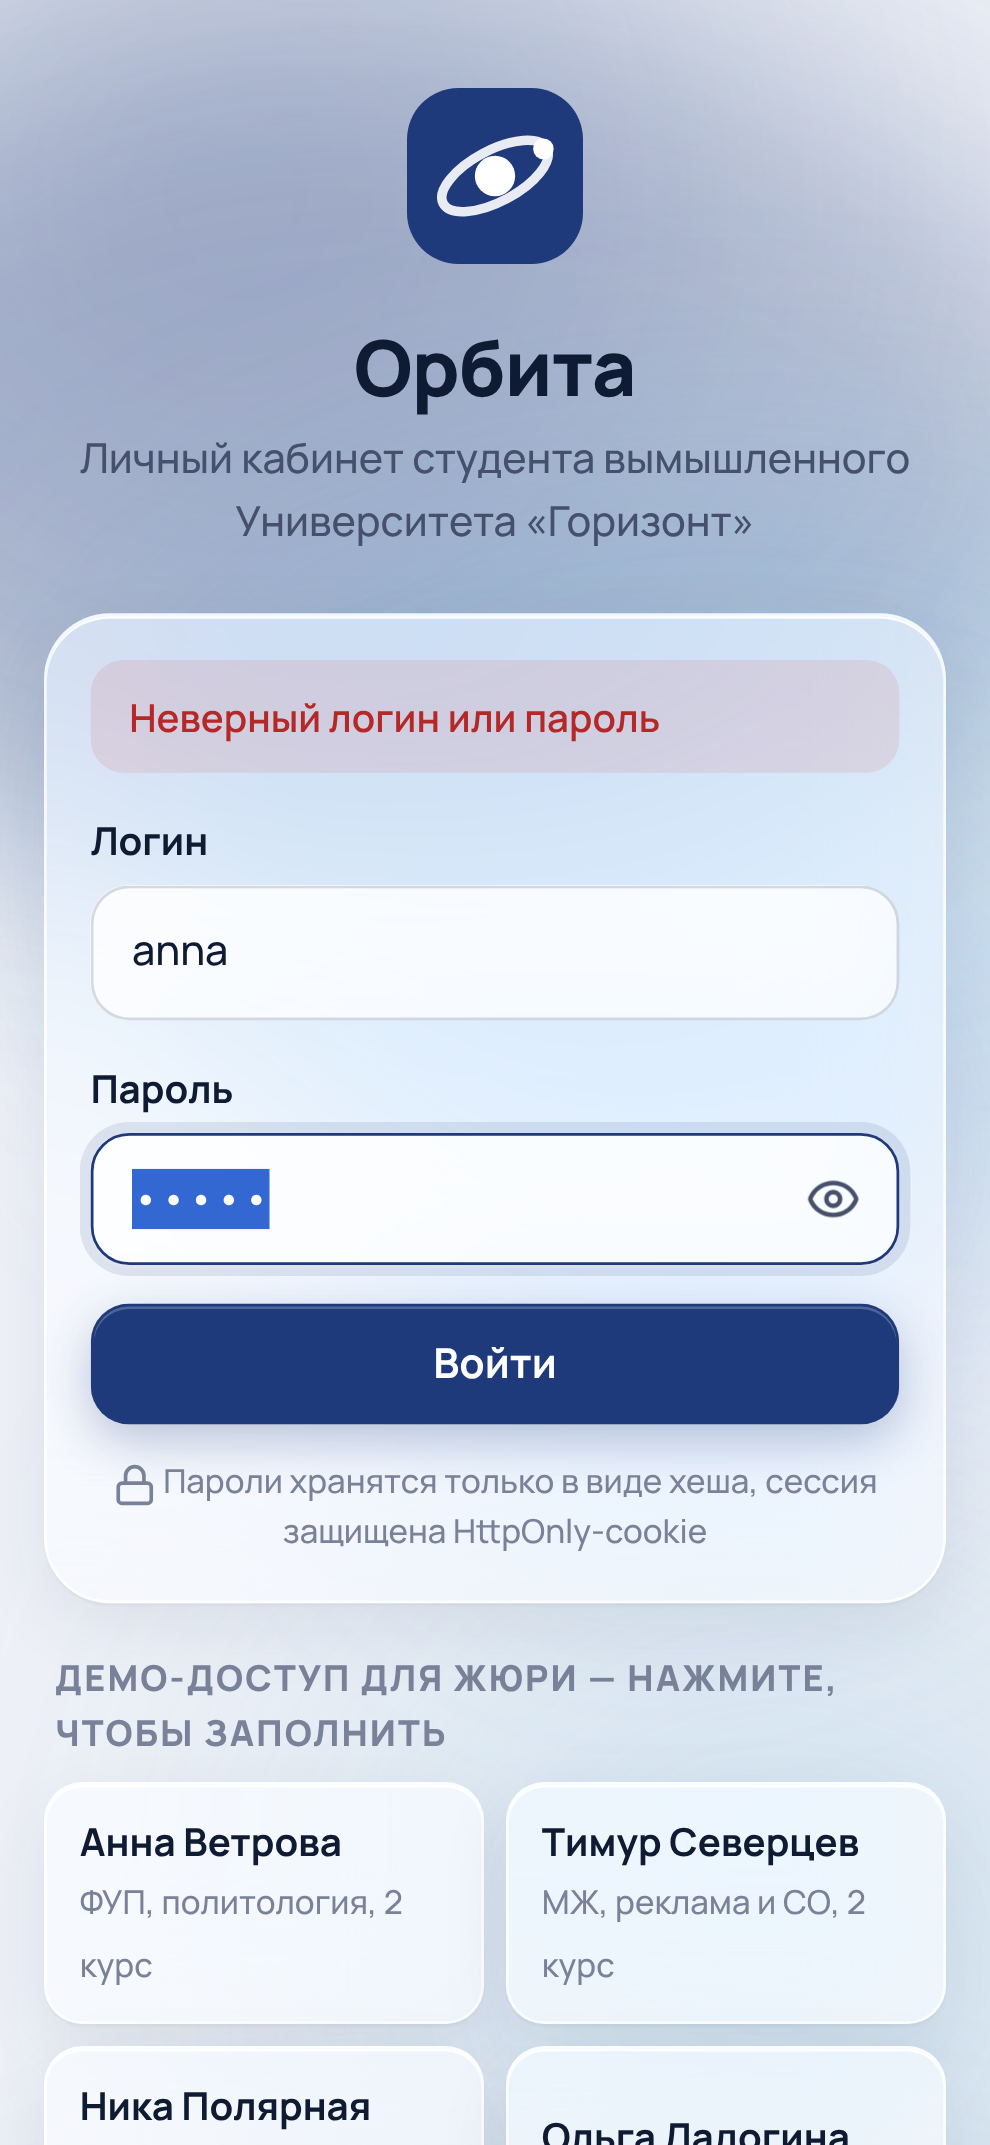 Орбита
Личный кабинет студента вымышленного
Университета «Горизонт»
Неверный логин или пароль
Логин
anna
Пароль
•••••
Войти
Пароли хранятся только в виде хеша, сессия
защищена HttpOnly-cookie
ДЕМО-ДОСТУП ДЛЯ ЖЮРИ — НАЖМИТЕ,
ЧТОБЫ ЗАПОЛНИТЬ
Анна Ветрова
ФУП, политология, 2
курс
Тимур Северцев
МЖ, реклама и СО, 2
курс
Ника Полярная
Ольга Ладогина